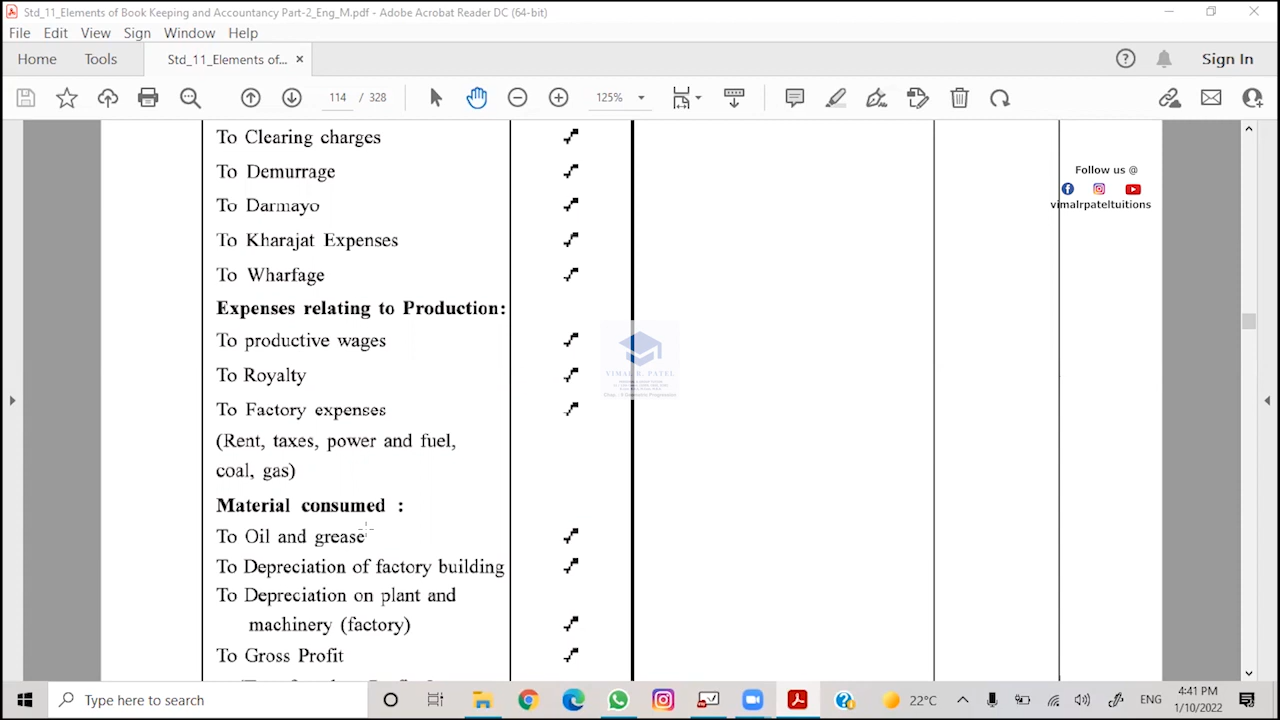 Std_11_Elements of Book Keeping and Accountancy Part-2_Eng_M.pdf - Adobe Acrobat Reader DC (64-bit)
File Edit View Sign Window Help
Home Tools Std_11_Elements of... × Sign In
114 / 328 125%
To Clearing charges
Follow us @
To Demurrage
vimalrpateltuitions
To Darmayo
To Kharajat Expenses
To Wharfage
Expenses relating to Production:
To productive wages
To Royalty
VIMAL R. PATEL
To Factory expenses
(Rent, taxes, power and fuel,
coal, gas)
Material consumed :
To Oil and grease
To Depreciation of factory building
To Depreciation on plant and
machinery (factory)
To Gross Profit
Type here to search 22°C ENG 4:41 PM
1/10/2022